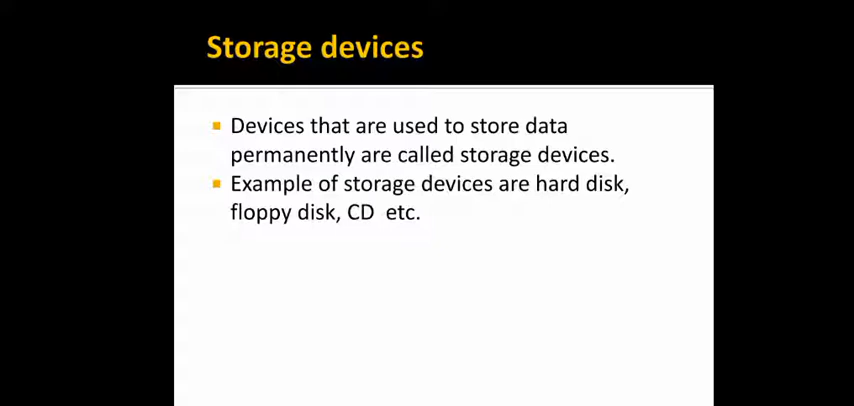 Storage devices
Devices that are used to store data
permanently are called storage devices.
Example of storage devices are hard disk,
floppy disk, CD  etc.